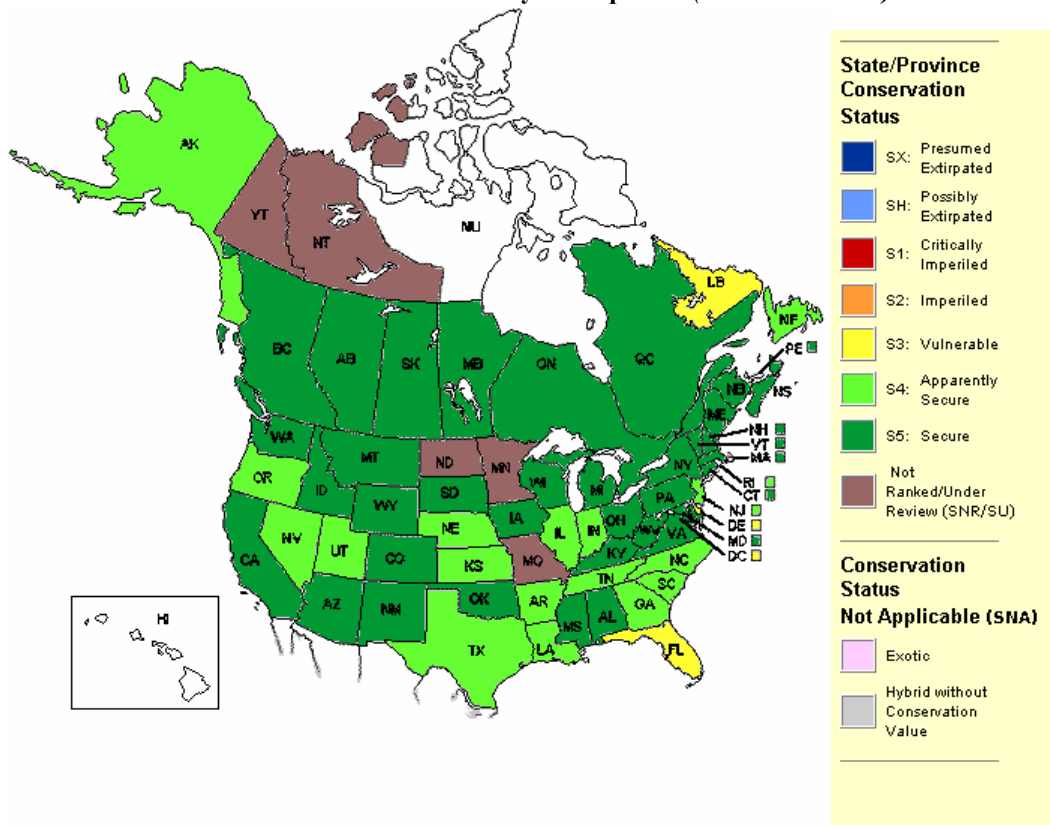 AK
YT
NT
NU
LB
NF
BC
AB
SK
MB
ON
QC
PE
NB
NS
ME
NH
VT
MA
WA
MT
ND
MN
OR
ID
SD
WI
MI
NY
RI
WY
CT
PA
NJ
IA
NE
DE
NV
IL
IN
OH
MD
UT
WV
VA
DC
CA
CO
KS
MO
KY
NC
TN
AZ
NM
OK
AR
SC
MS
AL
GA
HI
TX
LA
FL
State/Province
Conservation
Status
SX: Presumed
Extirpated
SH: Possibly
Extirpated
S1: Critically
Imperiled
S2: Imperiled
S3: Vulnerable
S4: Apparently
Secure
S5: Secure
Not
Ranked/Under
Review (SNR/SU)
Conservation
Status
Not Applicable (SNA)
Exotic
Hybrid without
Conservation
Value